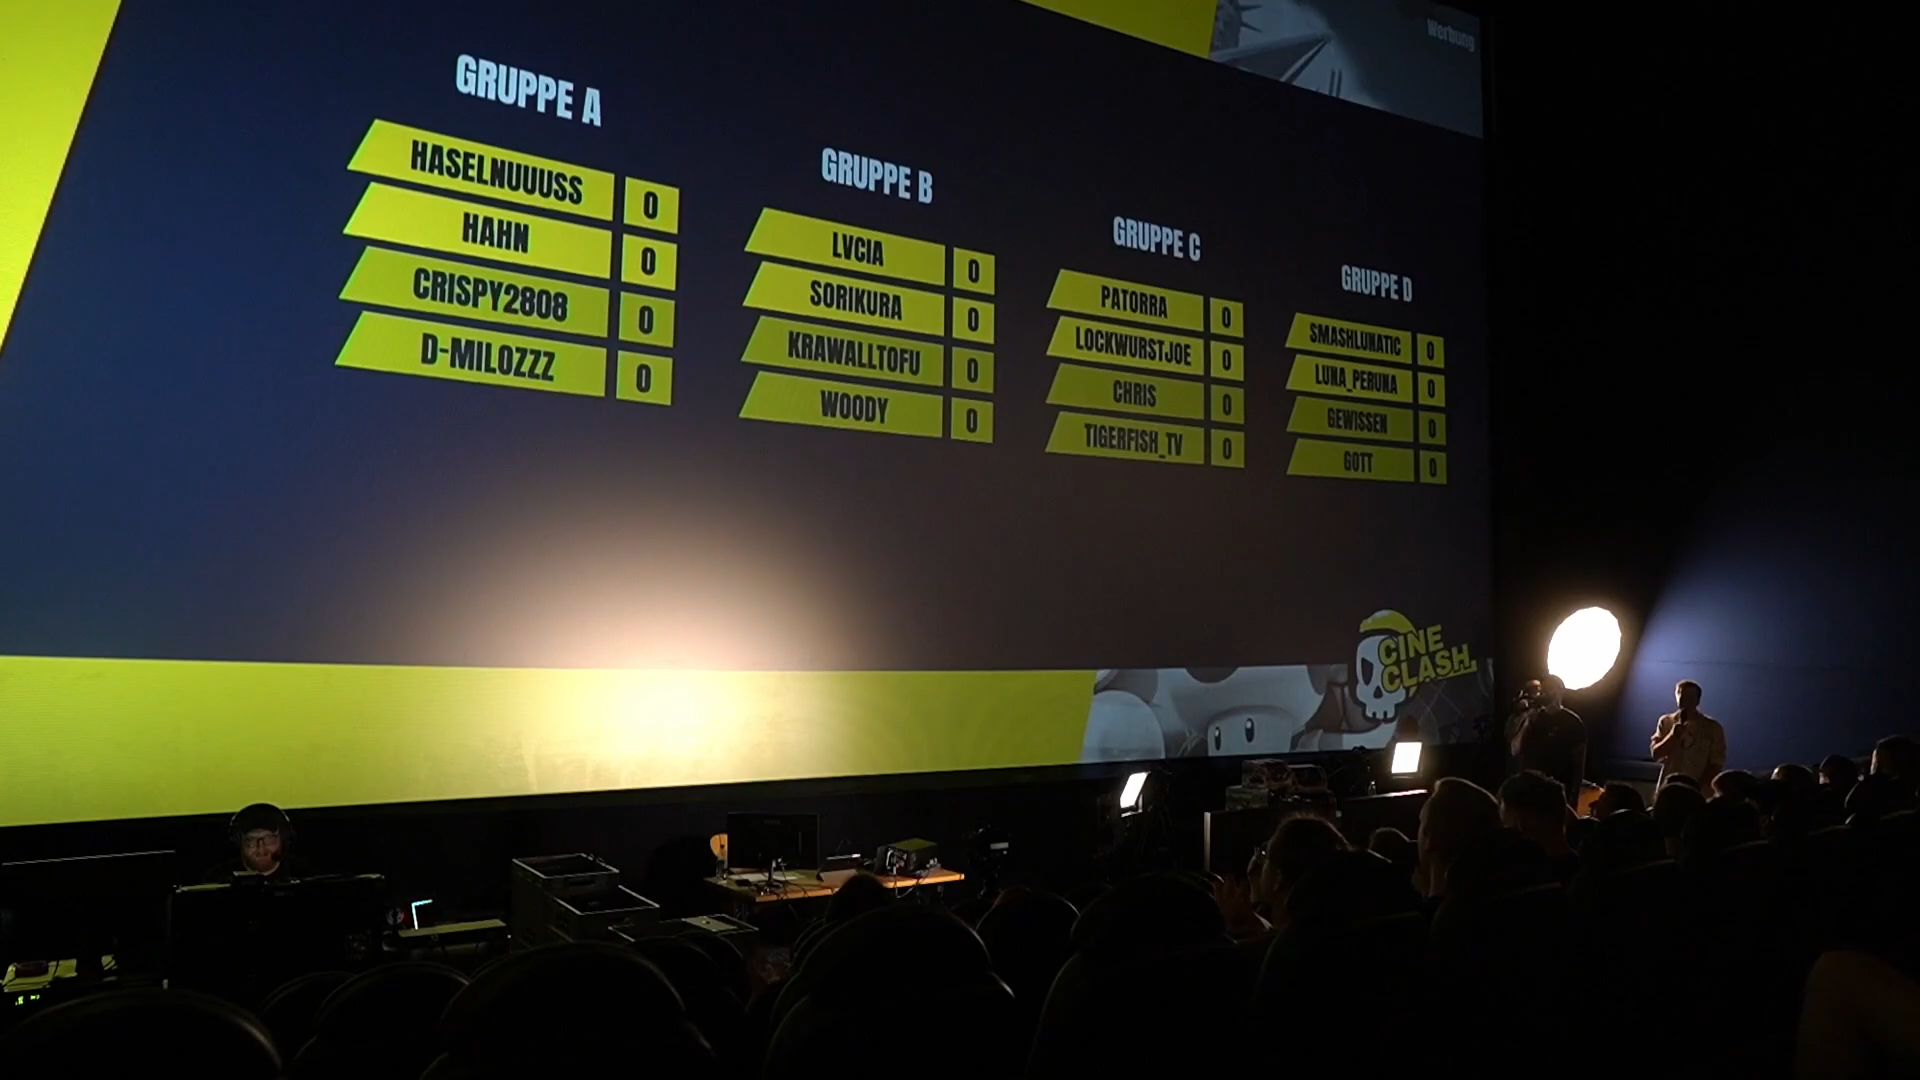 Werbung
GRUPPE A
HASELNUUUSS 0
HAHN 0
CRISPY2808 0
D-MILOZZZ 0
GRUPPE B
LVCIA 0
SORIKURA 0
KRAWALLTOFU 0
WOODY 0
GRUPPE C
PATORRA 0
LOCKWURSTJOE 0
CHRIS 0
TIGERFISH_TV 0
GRUPPE D
SMASHLUNATIC 0
LUNA_PERUNA 0
GEWISSEN 0
GOTT 0
CINE
CLASH